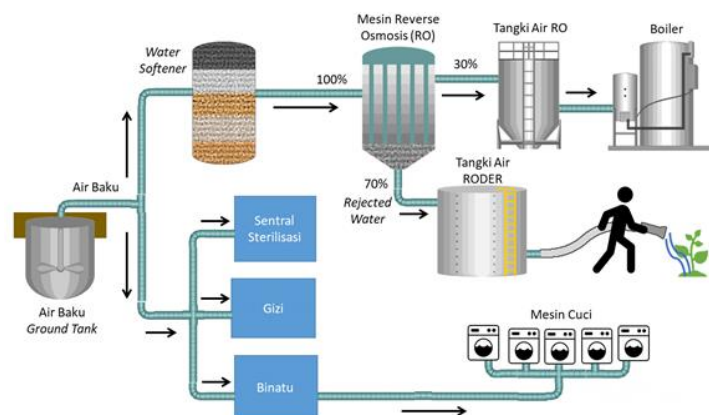 Mesin Reverse
Osmosis (RO)
Tangki Air RO
Boiler
Water
Softener
100%
30%
Air Baku
70%
Rejected
Water
Tangki Air
RODER
Sentral
Sterilisasi
Air Baku
Ground Tank
Gizi
Mesin Cuci
Binatu